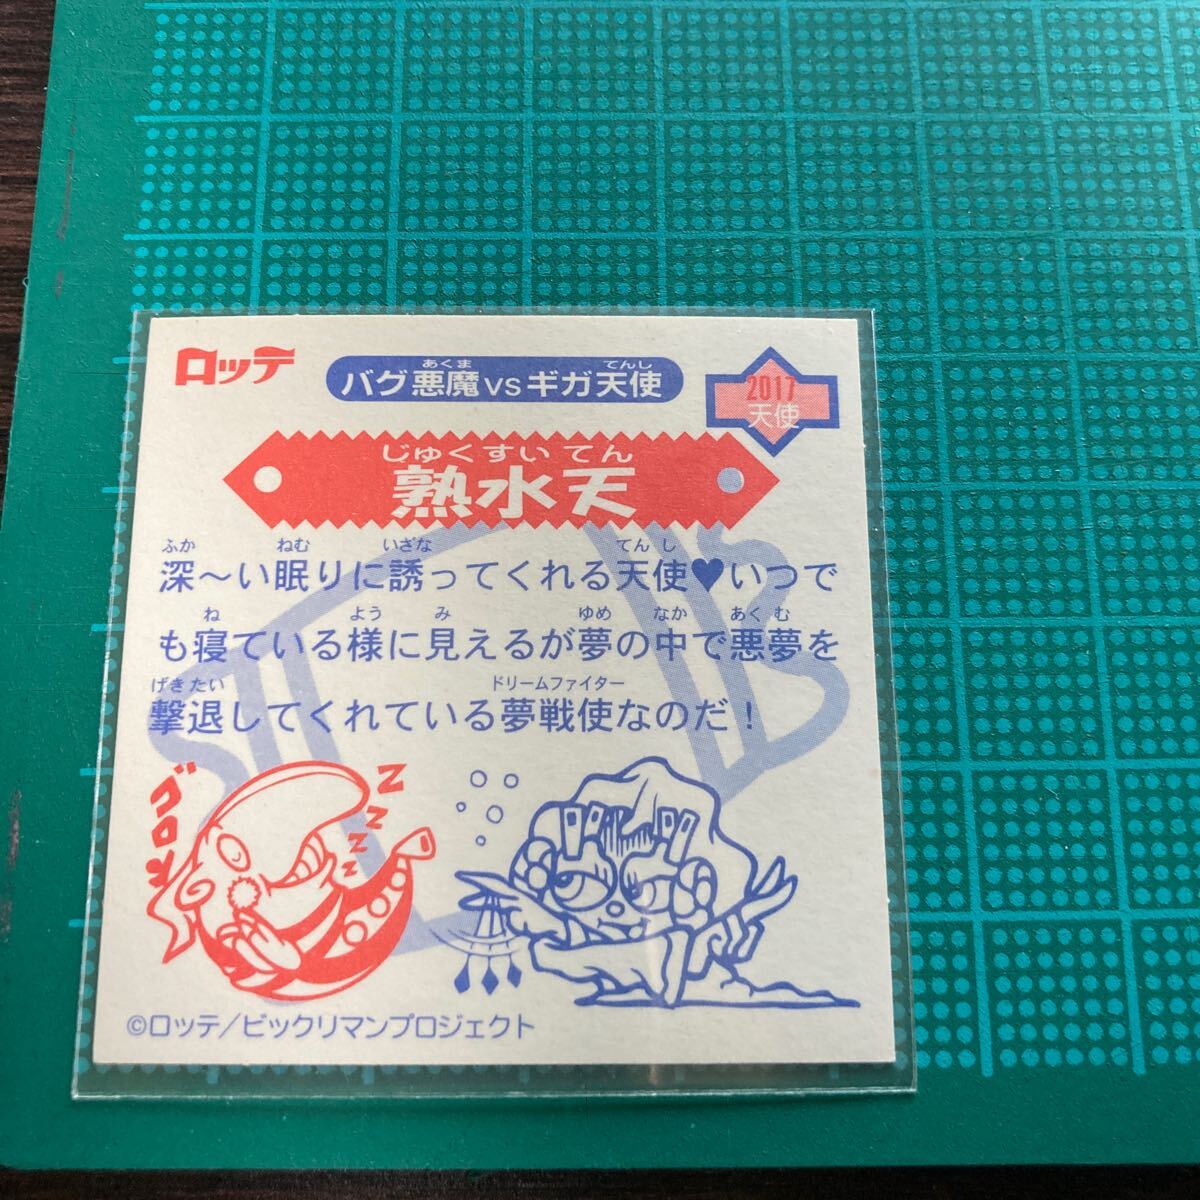 ロッテ
あくま てんし
バグ悪魔vsギガ天使
2017
天使
じゅくすいてん
熟水天
ふか ねむ いざな てんし
深〜い眠りに誘ってくれる天使♥いつで
ね よう み ゆめ なか あくむ
も寝ている様に見えるが夢の中で悪夢を
げきたい ドリームファイター
撃退してくれている夢戦使なのだ！
ゴロネ
ZZZZZ
©ロッテ/ビックリマンプロジェクト